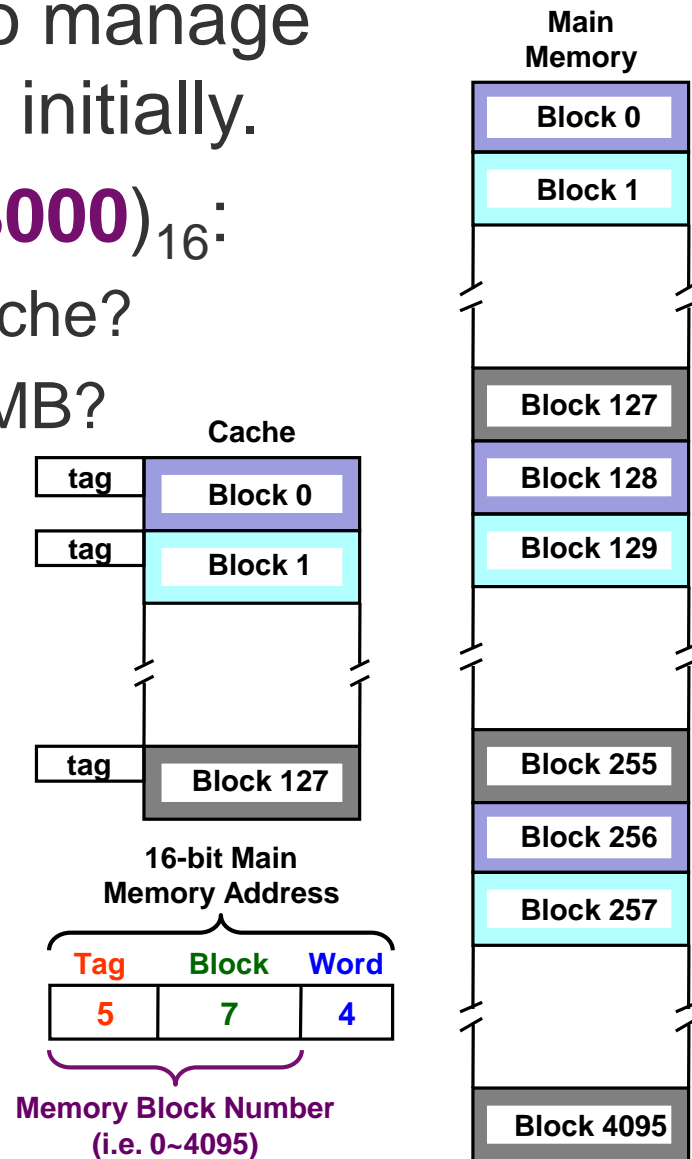 o manage
initially.
000)16:
che?
MB?
Cache
tag
Block 0
tag
Block 1
tag
Block 127
16-bit Main
Memory Address
Tag Block Word
5 7 4
Memory Block Number
(i.e. 0~4095)
Main
Memory
Block 0
Block 1
Block 127
Block 128
Block 129
Block 255
Block 256
Block 257
Block 4095